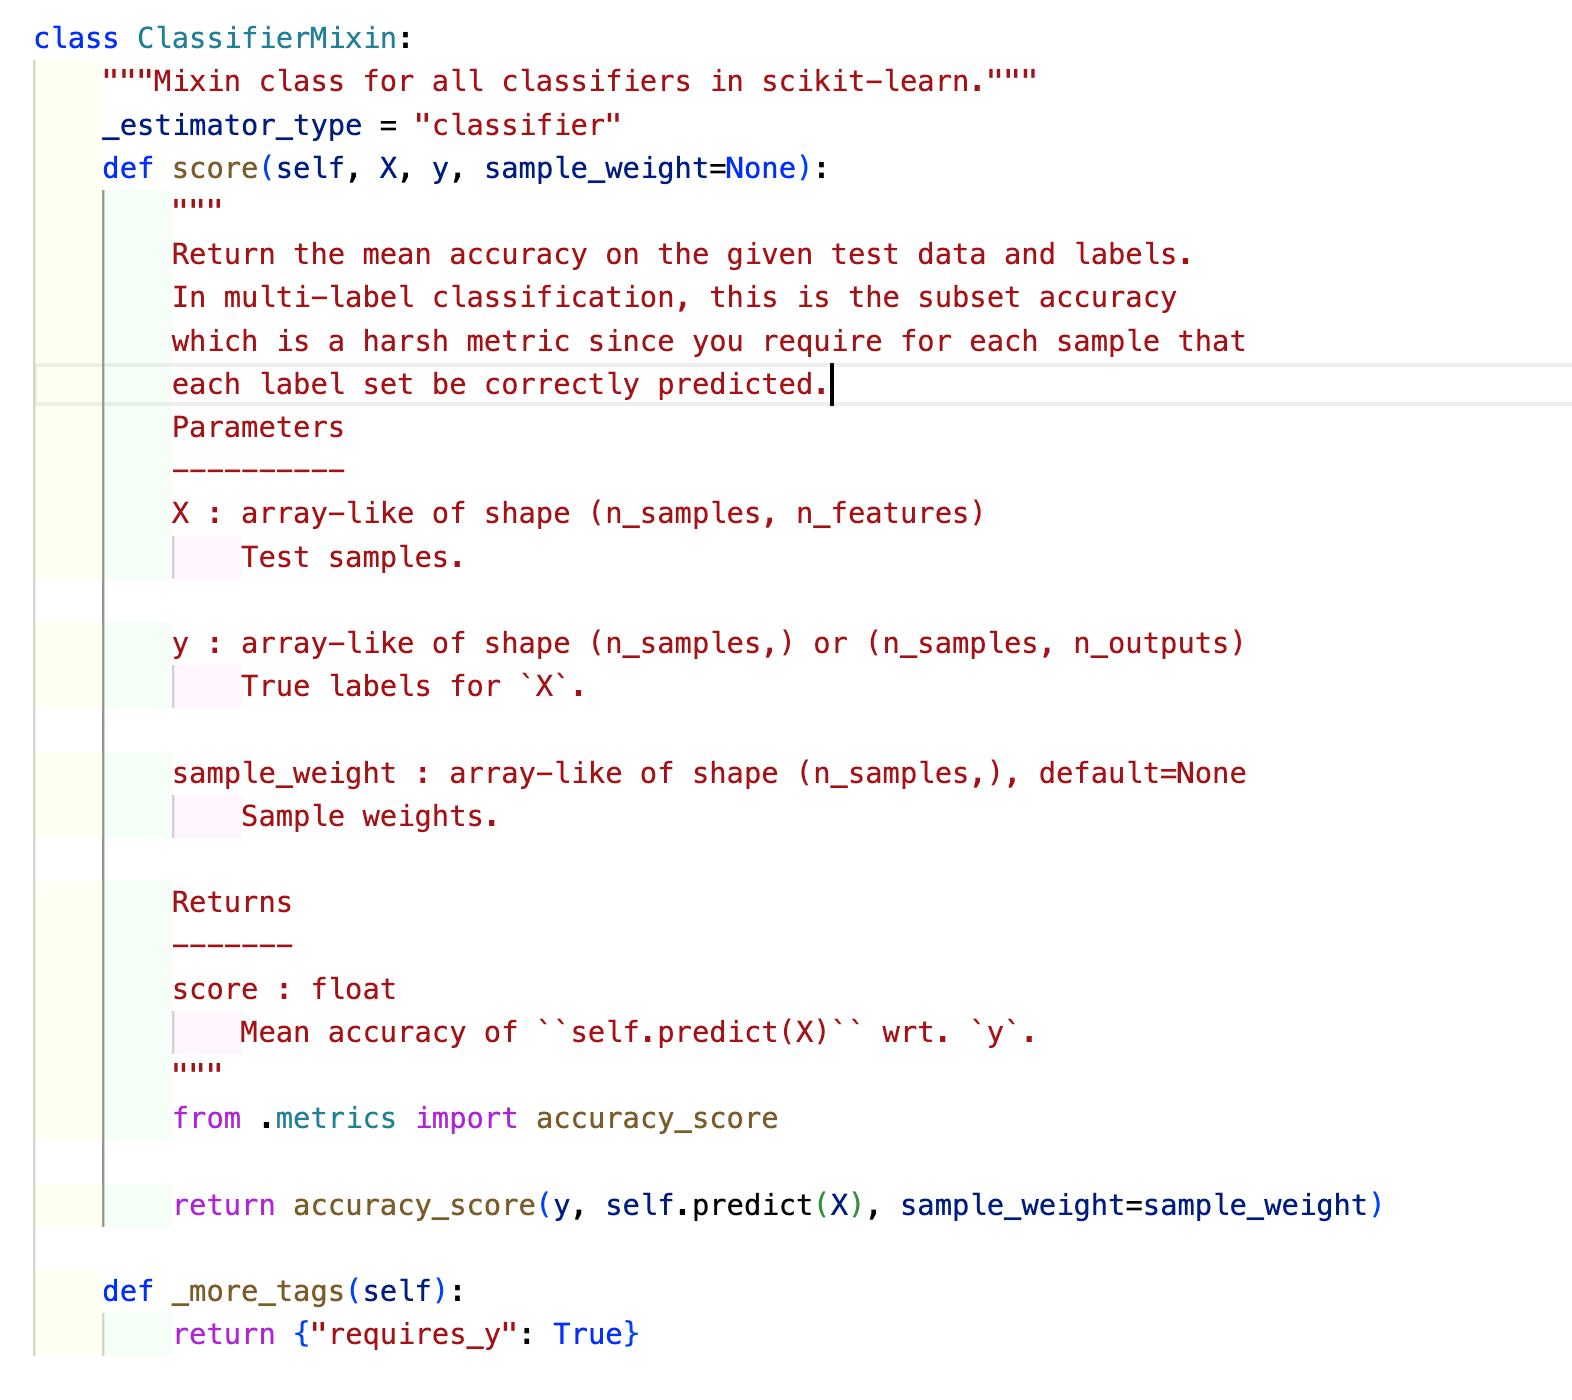 class ClassifierMixin:
    """Mixin class for all classifiers in scikit-learn."""
    _estimator_type = "classifier"
    def score(self, X, y, sample_weight=None):
        """
        Return the mean accuracy on the given test data and labels.
        In multi-label classification, this is the subset accuracy
        which is a harsh metric since you require for each sample that
        each label set be correctly predicted.
        Parameters
        ----------
        X : array-like of shape (n_samples, n_features)
            Test samples.

        y : array-like of shape (n_samples,) or (n_samples, n_outputs)
            True labels for `X`.

        sample_weight : array-like of shape (n_samples,), default=None
            Sample weights.

        Returns
        -------
        score : float
            Mean accuracy of ``self.predict(X)`` wrt. `y`.
        """
        from .metrics import accuracy_score

        return accuracy_score(y, self.predict(X), sample_weight=sample_weight)

    def _more_tags(self):
        return {"requires_y": True}